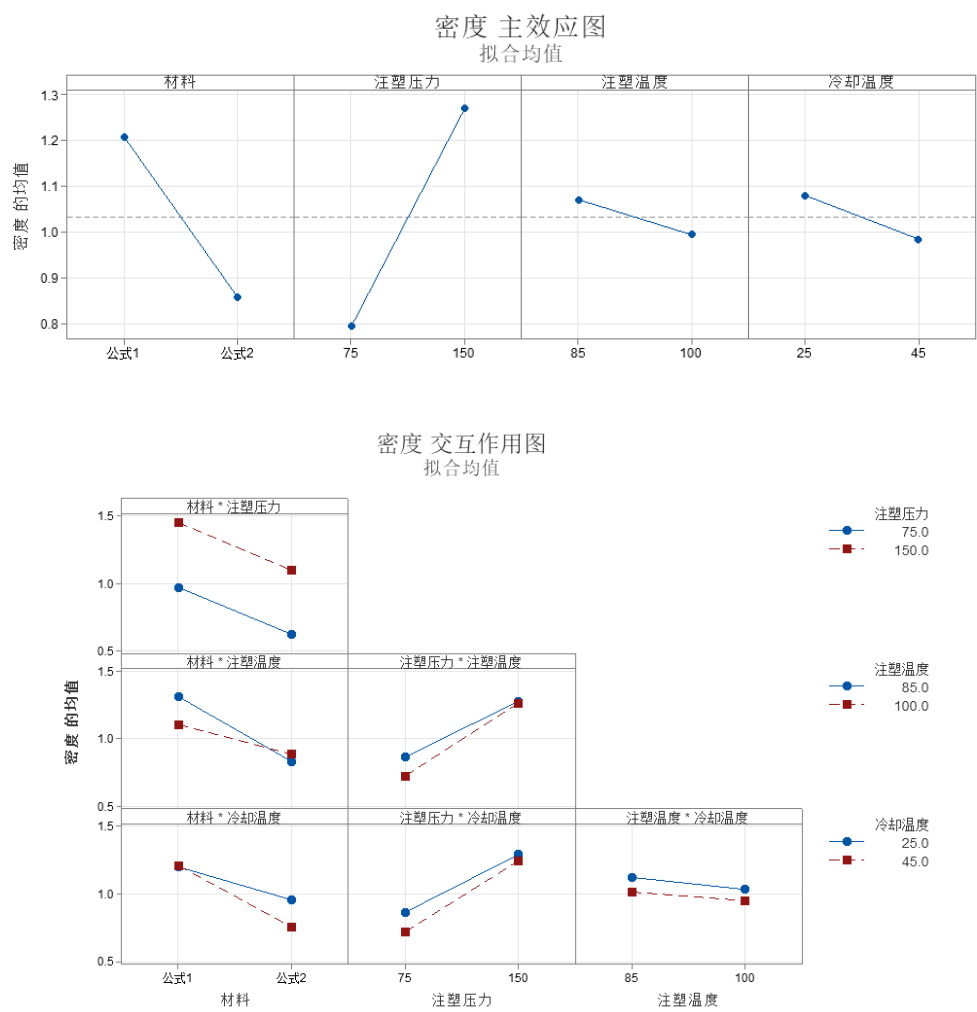 密度 主效应图
拟合均值
材料 注塑压力 注塑温度 冷却温度
密度 的均值
1.3
1.2
1.1
1.0
0.9
0.8
公式1 公式2 75 150 85 100 25 45
密度 交互作用图
拟合均值
材料 * 注塑压力
1.5
1.0
0.5
注塑压力
75.0
150.0
材料 * 注塑温度 注塑压力 * 注塑温度
密度 的均值
1.5
1.0
0.5
注塑温度
85.0
100.0
材料 * 冷却温度 注塑压力 * 冷却温度 注塑温度 * 冷却温度
1.5
1.0
0.5
冷却温度
25.0
45.0
公式1 公式2 75 150 85 100
材料 注塑压力 注塑温度